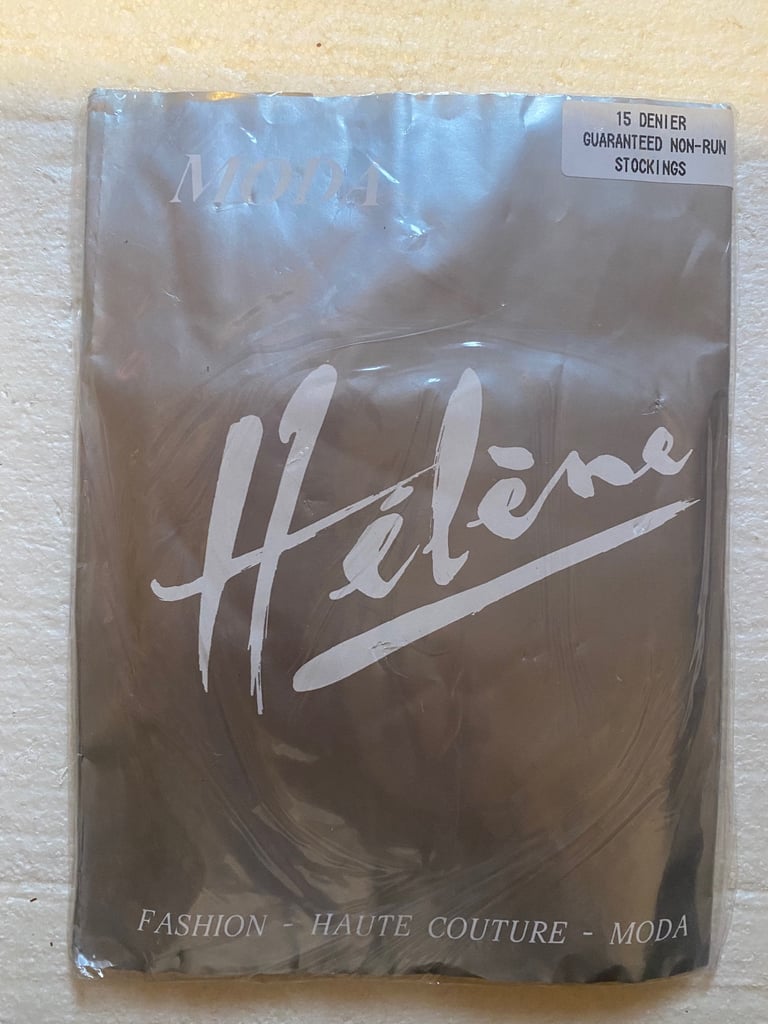 15 DENIER
GUARANTEED NON-RUN
STOCKINGS
MODA
Hélène
FASHION - HAUTE COUTURE - MODA